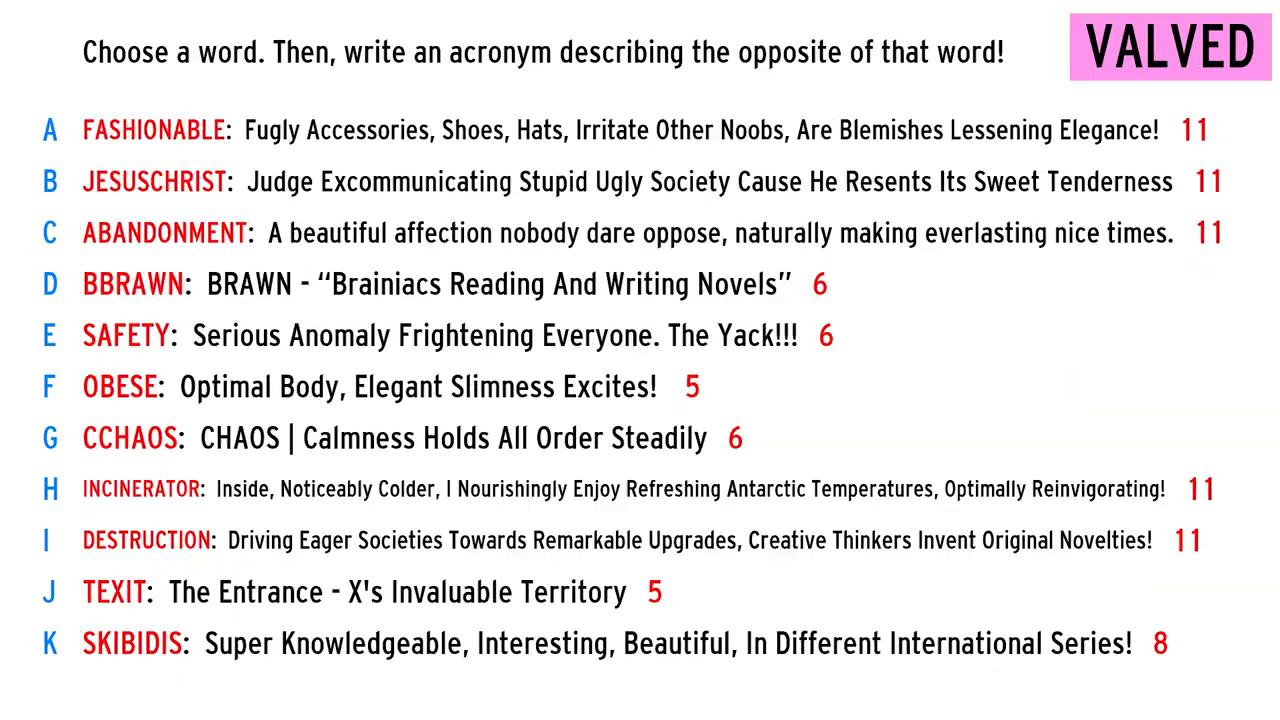 Choose a word. Then, write an acronym describing the opposite of that word!
VALVED
A FASHIONABLE: Fugly Accessories, Shoes, Hats, Irritate Other Noobs, Are Blemishes Lessening Elegance! 11
B JESUSCHRIST: Judge Excommunicating Stupid Ugly Society Cause He Resents Its Sweet Tenderness 11
C ABANDONMENT: A beautiful affection nobody dare oppose, naturally making everlasting nice times. 11
D BBRAWN: BRAWN - “Brainiacs Reading And Writing Novels” 6
E SAFETY: Serious Anomaly Frightening Everyone. The Yack!!! 6
F OBESE: Optimal Body, Elegant Slimness Excites! 5
G CCHAOS: CHAOS | Calmness Holds All Order Steadily 6
H INCINERATOR: Inside, Noticeably Colder, I Nourishingly Enjoy Refreshing Antarctic Temperatures, Optimally Reinvigorating! 11
I DESTRUCTION: Driving Eager Societies Towards Remarkable Upgrades, Creative Thinkers Invent Original Novelties! 11
J TEXIT: The Entrance - X's Invaluable Territory 5
K SKIBIDIS: Super Knowledgeable, Interesting, Beautiful, In Different International Series! 8